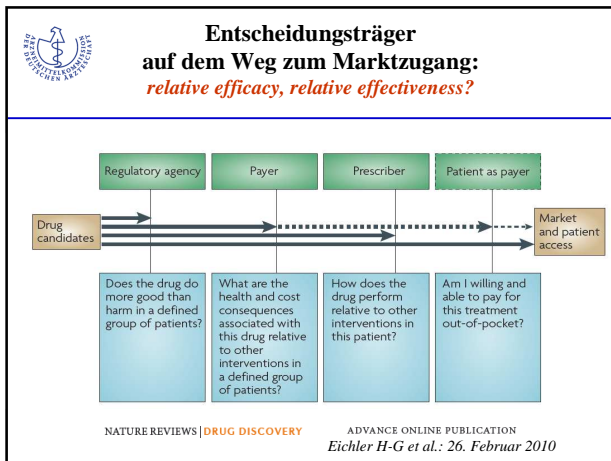 ARZNEIMITTELKOMMISSION
DER DEUTSCHEN ÄRZTESCHAFT
Entscheidungsträger
auf dem Weg zum Marktzugang:
relative efficacy, relative effectiveness?
Regulatory agency
Payer
Prescriber
Patient as payer
Drug
candidates
Market
and patient
access
Does the drug do
more good than
harm in a defined
group of patients?
What are the
health and cost
consequences
associated with
this drug relative
to other
interventions in
a defined group
of patients?
How does the
drug perform
relative to other
interventions in
this patient?
Am I willing and
able to pay for
this treatment
out-of-pocket?
NATURE REVIEWS | DRUG DISCOVERY
ADVANCE ONLINE PUBLICATION
Eichler H-G et al.: 26. Februar 2010